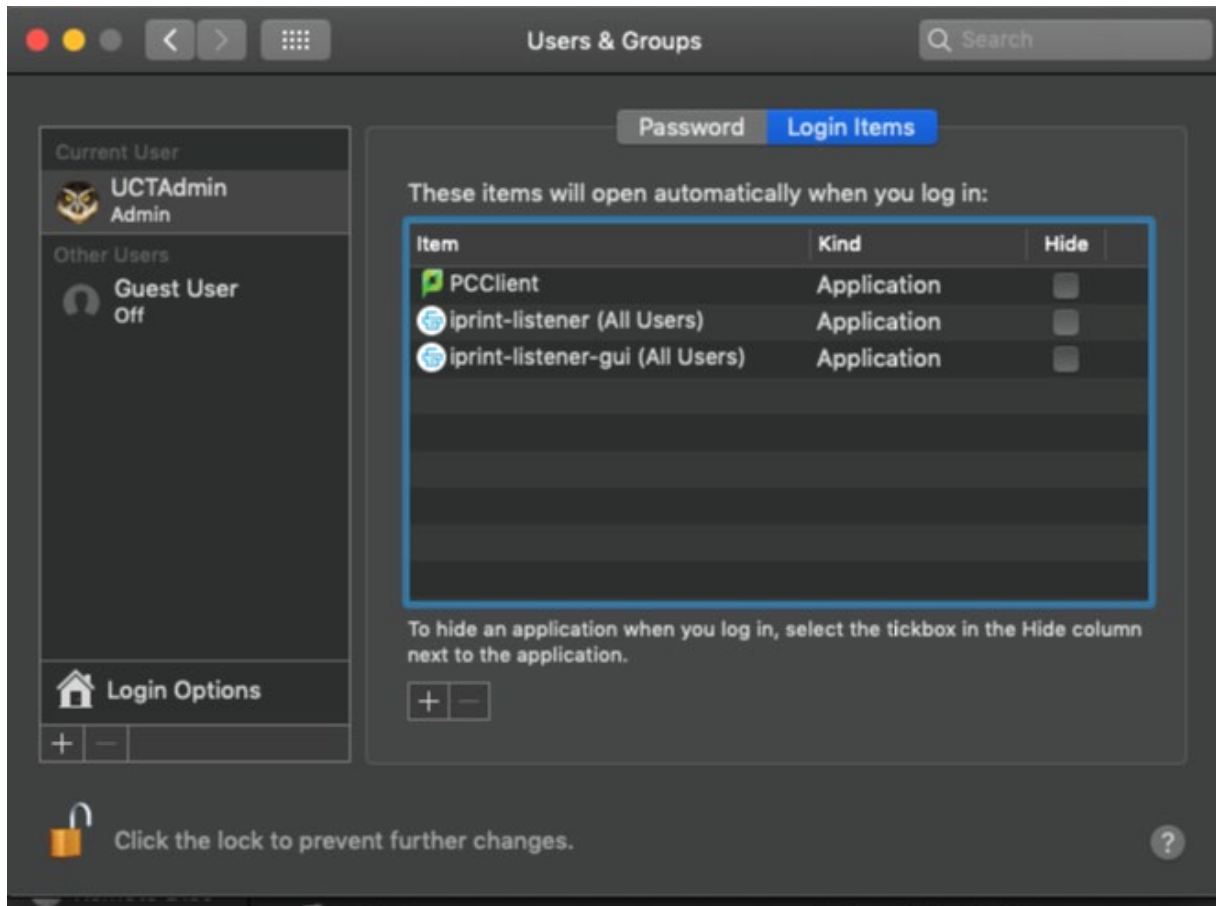 Users & Groups
Search
Password
Login Items
Current User
UCTAdmin
Admin
Other Users
Guest User
Off
Login Options
These items will open automatically when you log in:
Item Kind Hide
PCClient Application
iprint-listener (All Users) Application
iprint-listener-gui (All Users) Application
To hide an application when you log in, select the tickbox in the Hide column
next to the application.
Click the lock to prevent further changes.
?